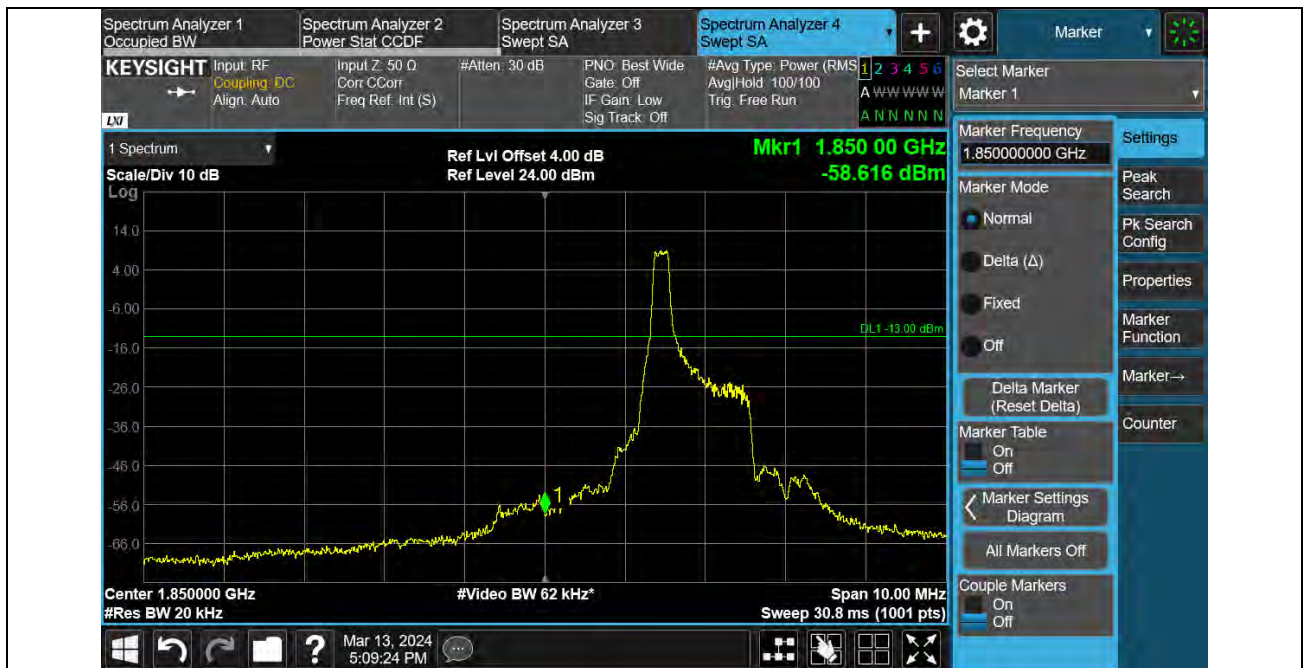 Spectrum Analyzer 1
Occupied BW
Spectrum Analyzer 2
Power Stat CCDF
Spectrum Analyzer 3
Swept SA
Spectrum Analyzer 4
Swept SA
+
Marker
KEYSIGHT
LXI
Input: RF
Coupling: DC
Align: Auto
Input Z: 50 Ω
Corr CCorr
Freq Ref: Int (S)
#Atten: 30 dB
PNO: Best Wide
Gate: Off
IF Gain: Low
Sig Track: Off
#Avg Type: Power (RMS
Avg|Hold: 100/100
Trig: Free Run
1 2 3 4 5 6
A W W W W W
A N N N N N
Select Marker
Marker 1
1 Spectrum
Scale/Div 10 dB
Log
Ref Lvl Offset 4.00 dB
Ref Level 24.00 dBm
Mkr1 1.850 00 GHz
-58.616 dBm
14.0
4.00
-6.00
-16.0
-26.0
-36.0
-46.0
-56.0
-66.0
DL1 -13.00 dBm
1
Center 1.850000 GHz
#Res BW 20 kHz
#Video BW 62 kHz*
Span 10.00 MHz
Sweep 30.8 ms (1001 pts)
Marker Frequency
1.850000000 GHz
Marker Mode
Normal
Delta (Δ)
Fixed
Off
Delta Marker
(Reset Delta)
Marker Table
On
Off
Marker Settings
Diagram
All Markers Off
Couple Markers
On
Off
Settings
Peak
Search
Pk Search
Config
Properties
Marker
Function
Marker→
Counter
?
Mar 13, 2024
5:09:24 PM